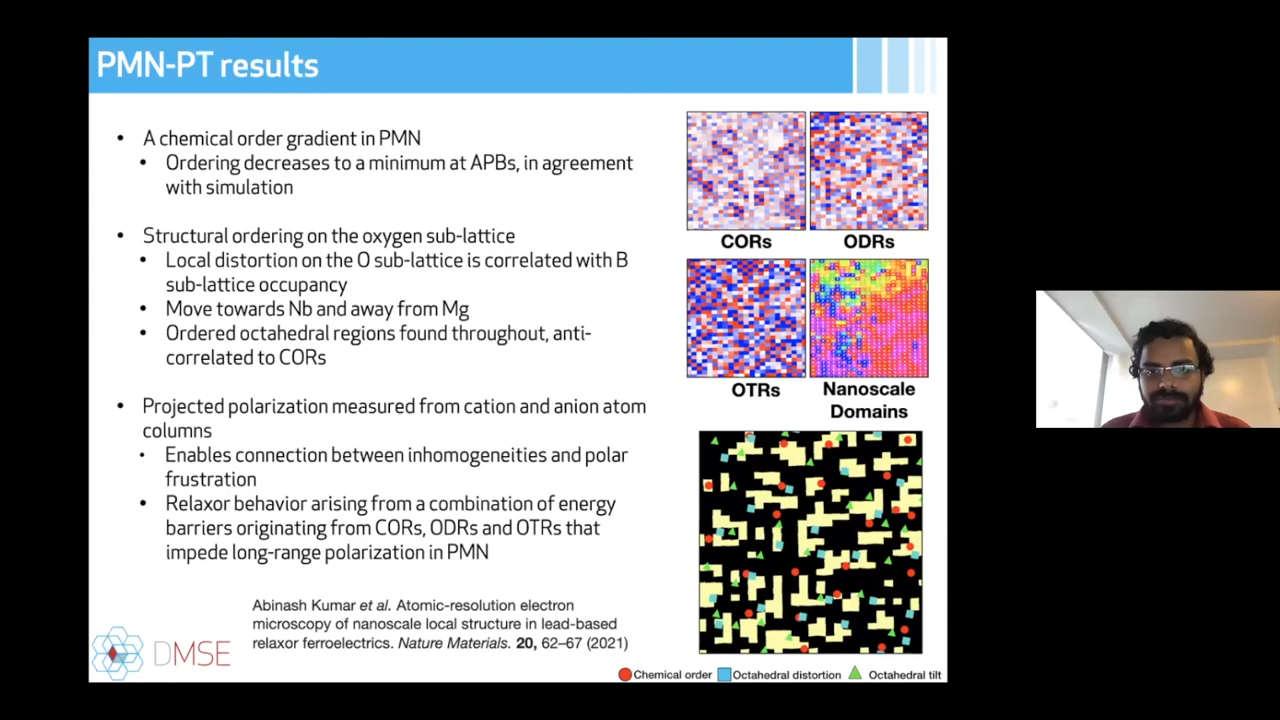 PMN-PT results
• A chemical order gradient in PMN
• Ordering decreases to a minimum at APBs, in agreement
with simulation
• Structural ordering on the oxygen sub-lattice
• Local distortion on the O sub-lattice is correlated with B
sub-lattice occupancy
• Move towards Nb and away from Mg
• Ordered octahedral regions found throughout, anti-
correlated to CORs
• Projected polarization measured from cation and anion atom
columns
• Enables connection between inhomogeneities and polar
frustration
• Relaxor behavior arising from a combination of energy
barriers originating from CORs, ODRs and OTRs that
impede long-range polarization in PMN
Abinash Kumar et al. Atomic-resolution electron
microscopy of nanoscale local structure in lead-based
relaxor ferroelectrics. Nature Materials. 20, 62–67 (2021)
DMSE
CORs
ODRs
OTRs
Nanoscale
Domains
Chemical order
Octahedral distortion
Octahedral tilt